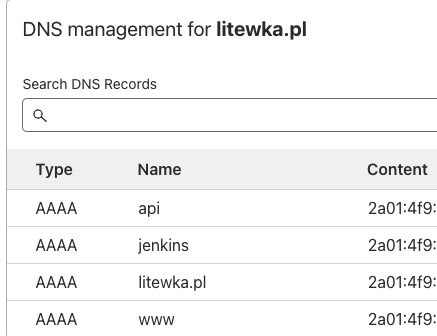 DNS management for litewka.pl
Search DNS Records
Type Name Content
AAAA api 2a01:4f9:
AAAA jenkins 2a01:4f9:
AAAA litewka.pl 2a01:4f9:
AAAA www 2a01:4f9: